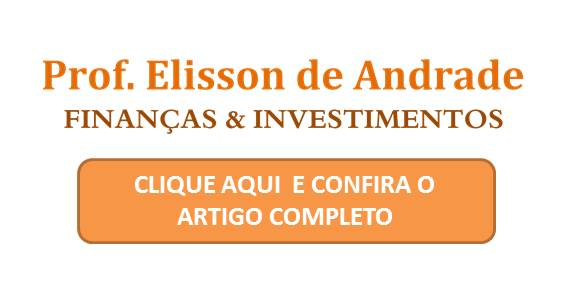 Prof. Elisson de Andrade
FINANÇAS & INVESTIMENTOS
CLIQUE AQUI E CONFIRA O
ARTIGO COMPLETO